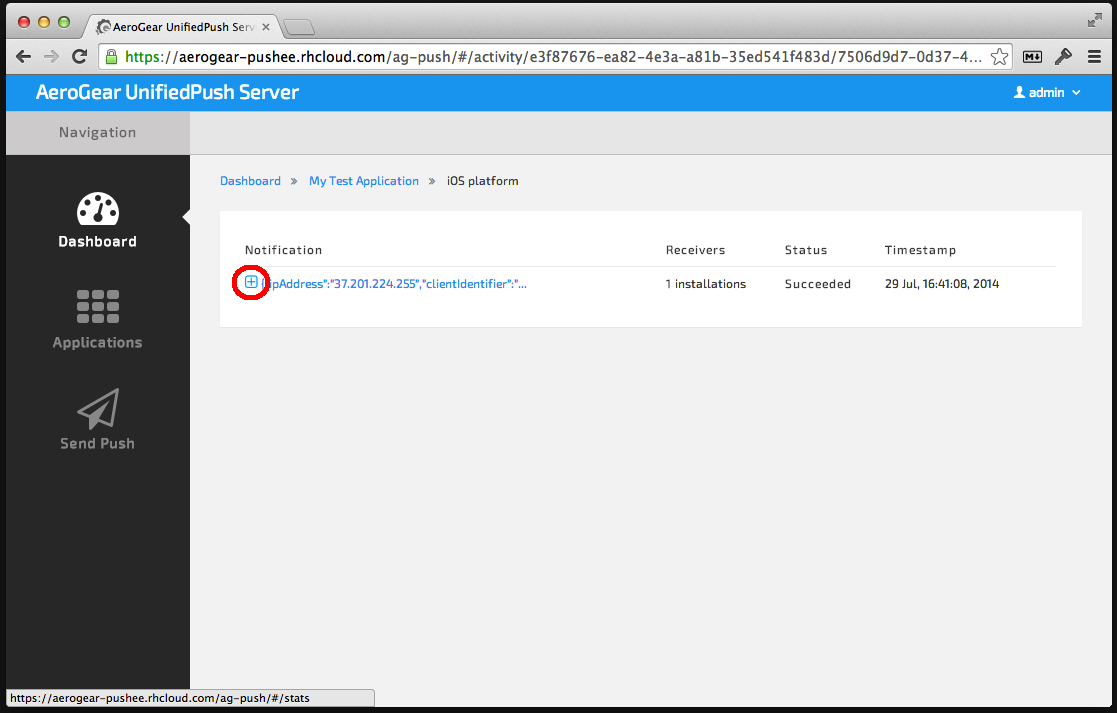 AeroGear UnifiedPush Serv
https://aerogear-pushee.rhcloud.com/ag-push/#/activity/e3f87676-ea82-4e3a-a81b-35ed541f483d/7506d9d7-0d37-4...
AeroGear UnifiedPush Server
admin
Navigation
Dashboard » My Test Application » iOS platform
Dashboard
Applications
Send Push
Notification Receivers Status Timestamp
ipAddress":"37.201.224.255","clientIdentifier":"... 1 installations Succeeded 29 Jul, 16:41:08, 2014
https://aerogear-pushee.rhcloud.com/ag-push/#/stats